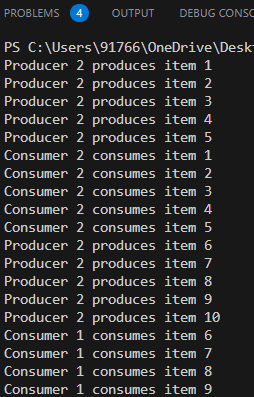 PROBLEMS 4 OUTPUT DEBUG CONSO
PS C:\Users\91766\OneDrive\Deskt
Producer 2 produces item 1
Producer 2 produces item 2
Producer 2 produces item 3
Producer 2 produces item 4
Producer 2 produces item 5
Consumer 2 consumes item 1
Consumer 2 consumes item 2
Consumer 2 consumes item 3
Consumer 2 consumes item 4
Consumer 2 consumes item 5
Producer 2 produces item 6
Producer 2 produces item 7
Producer 2 produces item 8
Producer 2 produces item 9
Producer 2 produces item 10
Consumer 1 consumes item 6
Consumer 1 consumes item 7
Consumer 1 consumes item 8
Consumer 1 consumes item 9